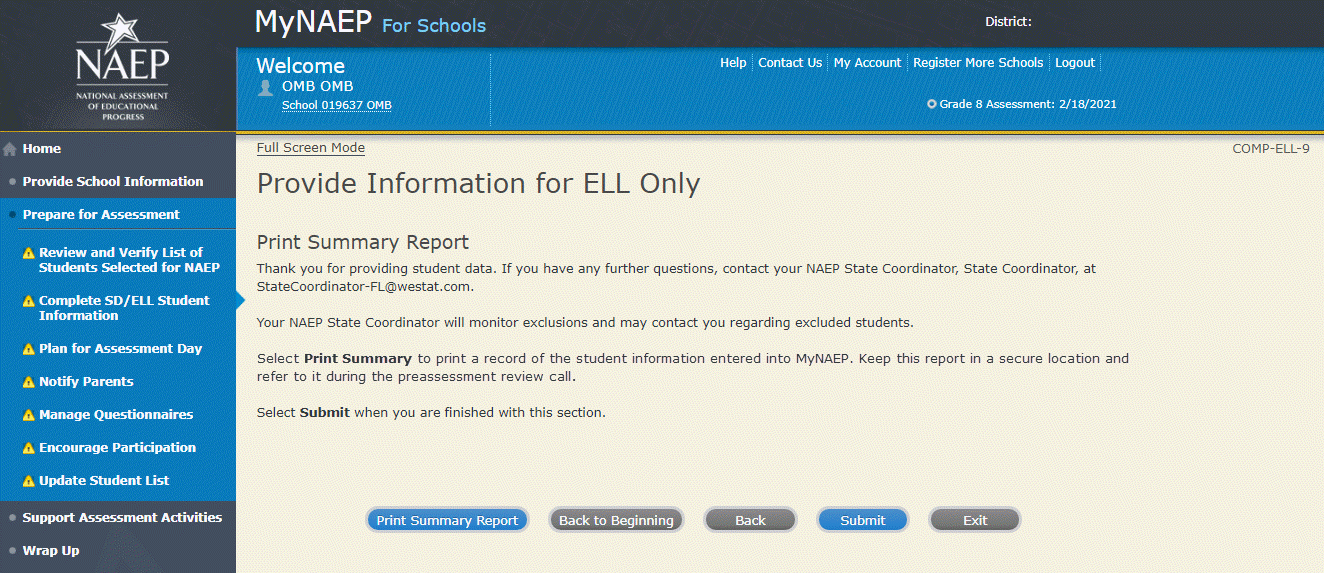 NAEP
NATIONAL ASSESSMENT
OF EDUCATIONAL
PROGRESS
MyNAEP For Schools
District:
Welcome
OMB OMB
School 019637 OMB
Help
Contact Us
My Account
Register More Schools
Logout
Grade 8 Assessment: 2/18/2021
Home
Provide School Information
Prepare for Assessment
Review and Verify List of
Students Selected for NAEP
Complete SD/ELL Student
Information
Plan for Assessment Day
Notify Parents
Manage Questionnaires
Encourage Participation
Update Student List
Support Assessment Activities
Wrap Up
Full Screen Mode
COMP-ELL-9
Provide Information for ELL Only
Print Summary Report
Thank you for providing student data. If you have any further questions, contact your NAEP State Coordinator, State Coordinator, at
StateCoordinator-FL@westat.com.
Your NAEP State Coordinator will monitor exclusions and may contact you regarding excluded students.
Select Print Summary to print a record of the student information entered into MyNAEP. Keep this report in a secure location and
refer to it during the preassessment review call.
Select Submit when you are finished with this section.
Print Summary Report
Back to Beginning
Back
Submit
Exit